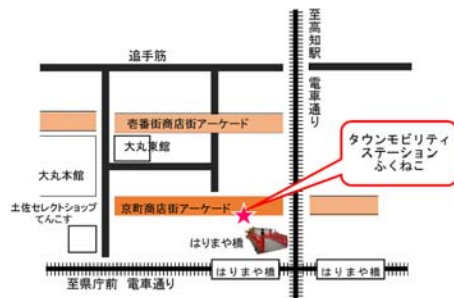 至高知駅
電車通り
追手筋
壱番街商店街アーケード
大丸東館
タウンモビリティ
ステーション
ふくねこ
大丸本館
土佐セレクトショップ
てんこす
京町商店街アーケード
はりまや橋
はりまや橋
はりまや橋
至県庁前 電車通り